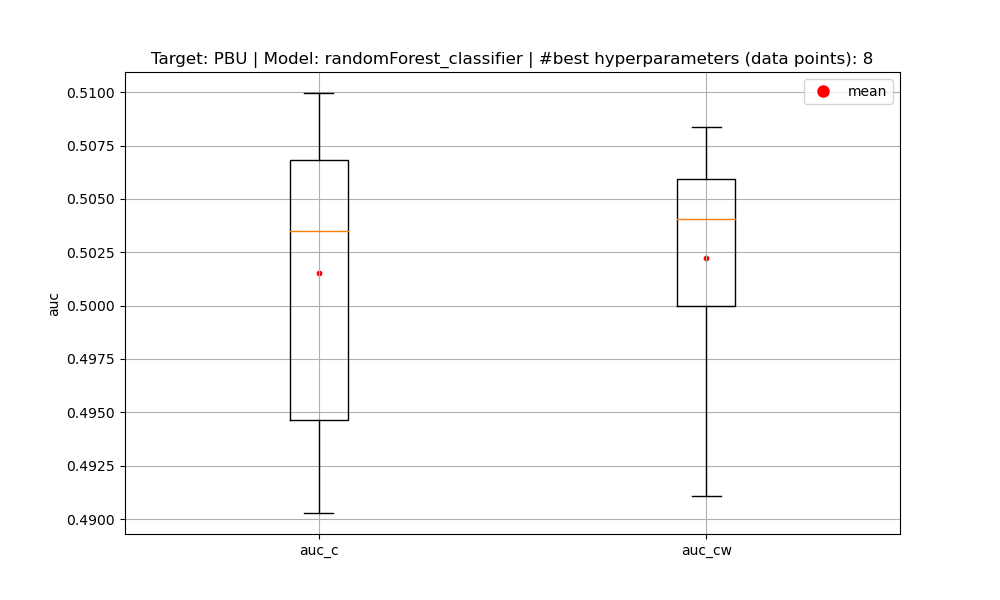 Target: PBU | Model: randomForest_classifier | #best hyperparameters (data points): 8
mean
0.5100
0.5075
0.5050
0.5025
0.5000
0.4975
0.4950
0.4925
0.4900
auc
auc_c
auc_cw